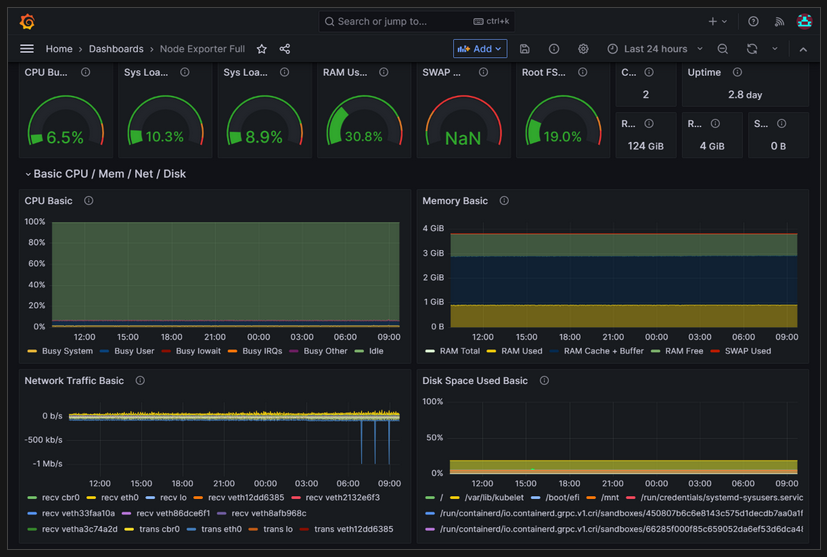 Search or jump to... ctrl+k
Home > Dashboards > Node Exporter Full Add Last 24 hours
CPU Bu... Sys Loa... Sys Loa... RAM Us... SWAP ... Root FS... C... Uptime
6.5% 10.3% 8.9% 30.8% NaN 19.0% 2 2.8 day
R... R... S...
124 GiB 4 GiB 0 B
Basic CPU / Mem / Net / Disk
CPU Basic
100%
80%
60%
40%
20%
0%
12:00 15:00 18:00 21:00 00:00 03:00 06:00 09:00
Busy System Busy User Busy Iowait Busy IRQs Busy Other Idle
Memory Basic
4 GiB
3 GiB
2 GiB
1 GiB
0 B
12:00 15:00 18:00 21:00 00:00 03:00 06:00 09:00
RAM Total RAM Used RAM Cache + Buffer RAM Free SWAP Used
Network Traffic Basic
0 b/s
-500 kb/s
-1 Mb/s
12:00 15:00 18:00 21:00 00:00 03:00 06:00 09:00
recv cbr0 recv eth0 recv lo recv veth12dd6385 recv veth2132e6f3
recv veth33faa10a recv veth86dce6f1 recv veth8afb968c
recv vetha3c74a2d trans cbr0 trans eth0 trans lo trans veth12dd6385
Disk Space Used Basic
100%
50%
0%
12:00 15:00 18:00 21:00 00:00 03:00 06:00 09:00
/ /var/lib/kubelet /boot/efi /mnt /run/credentials/systemd-sysusers.servic
/run/containerd/io.containerd.grpc.v1.cri/sandboxes/450807b6c6e8143c575d1decdb7aa0a1f
/run/containerd/io.containerd.grpc.v1.cri/sandboxes/66285f000f85c659052da6ef53d6dca48